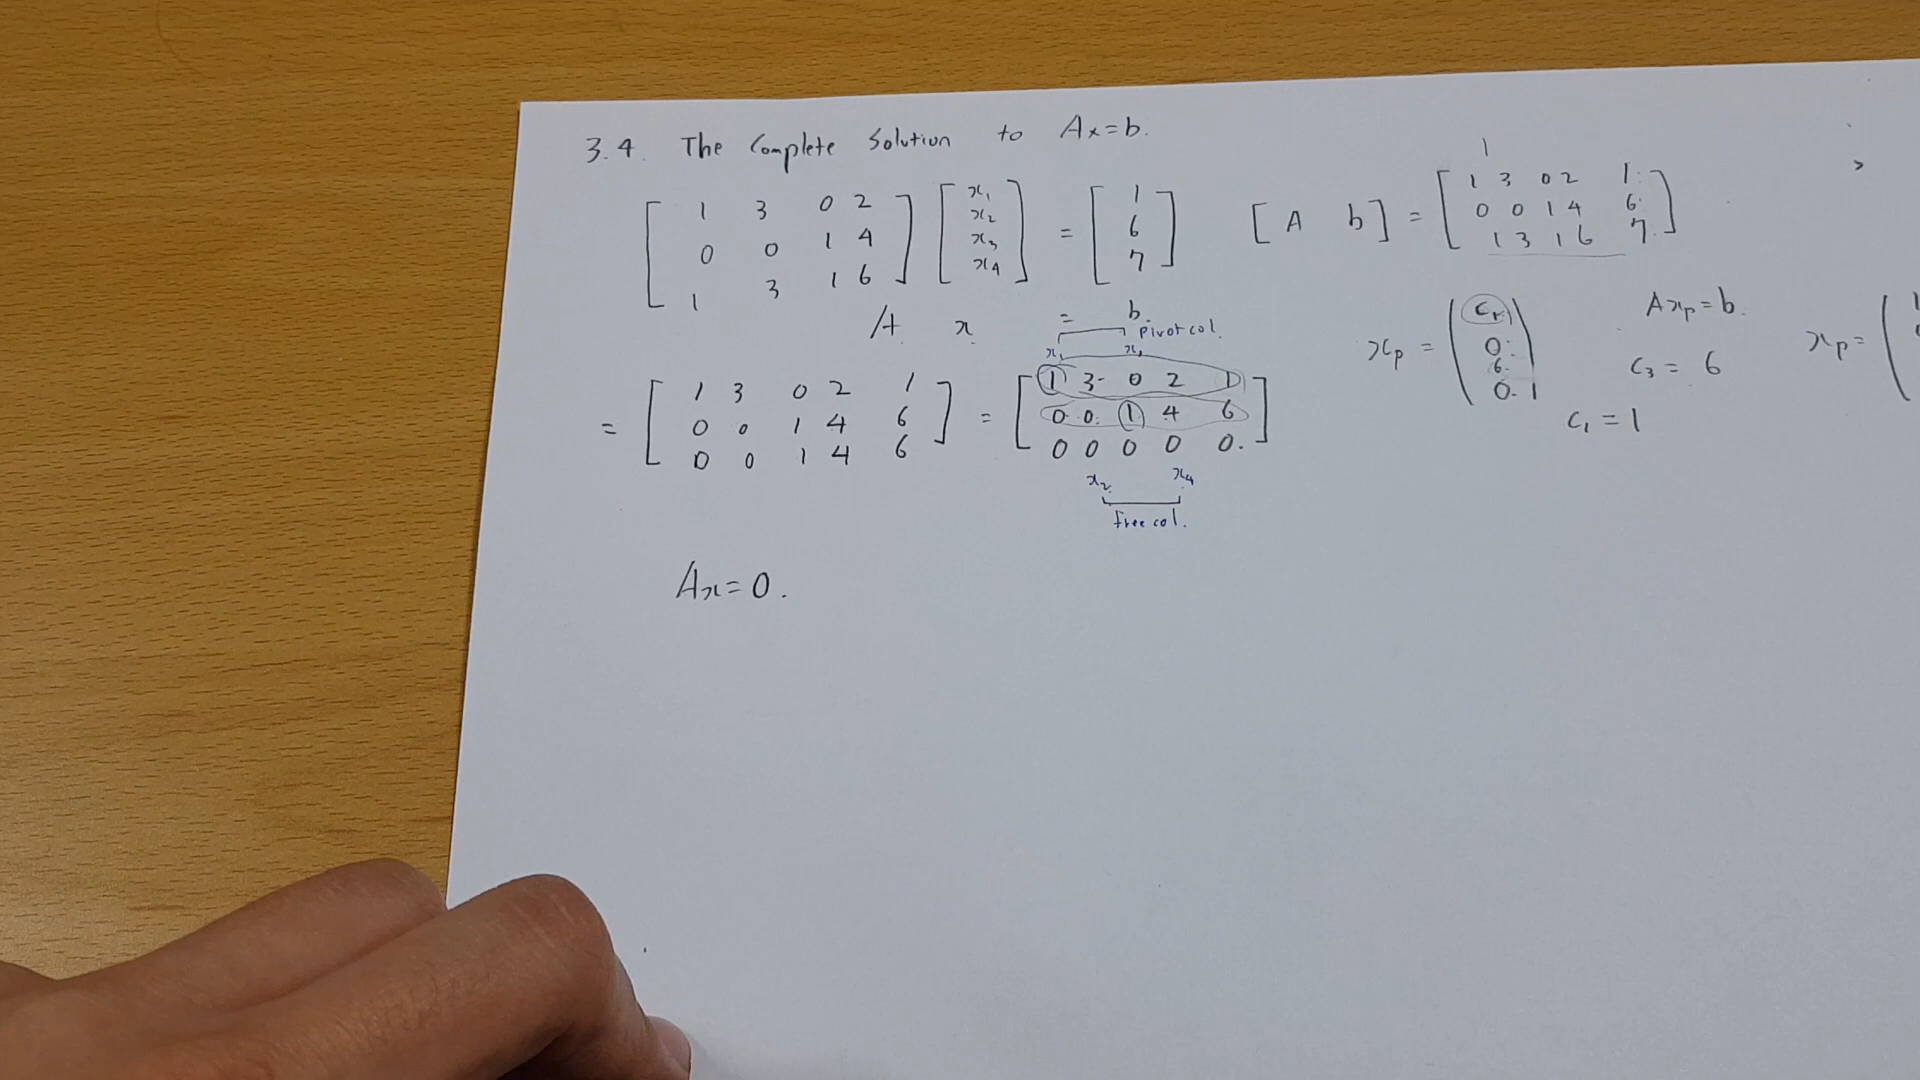 3.4. The Complete Solution to Ax=b.
1 3 0 2
0 0 1 4
1 3 1 6
x₁
x₂
x₃
x₄
=
1
6
7
[A b] =
1
1 3 0 2 1
0 0 1 4 6
1 3 1 6 7
A x = b.
pivot col.
= 1 3 0 2 1
0 0 1 4 6
0 0 1 4 6
= 1 3 0 2 1
0 0 1 4 6
0 0 0 0 0.
x₂ x₄
free col.
xp =
0
6
0.
Axp = b.
c₃ = 6
c₁ = 1
xp =
Ax=0.